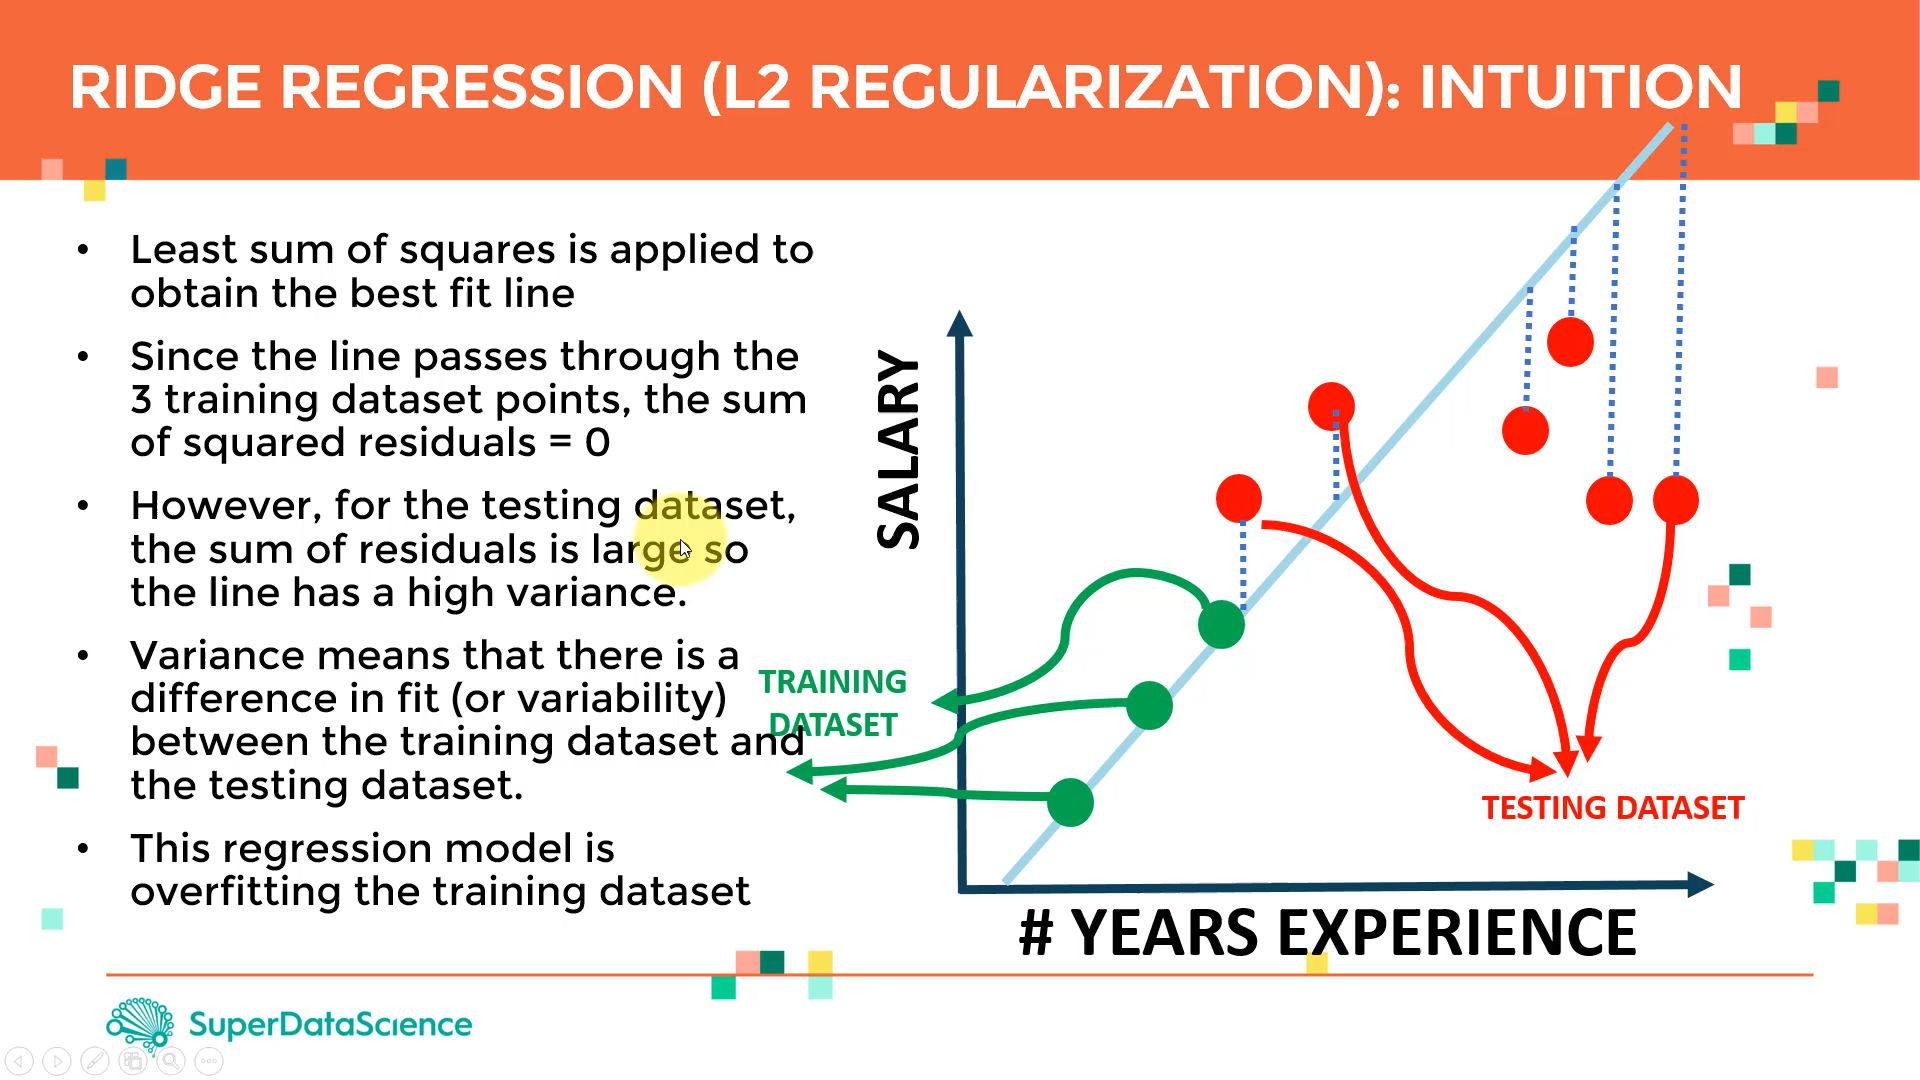 RIDGE REGRESSION (L2 REGULARIZATION): INTUITION
• Least sum of squares is applied to
obtain the best fit line
• Since the line passes through the
3 training dataset points, the sum
of squared residuals = 0
• However, for the testing dataset,
the sum of residuals is large so
the line has a high variance.
• Variance means that there is a
difference in fit (or variability)
between the training dataset and
the testing dataset.
• This regression model is
overfitting the training dataset
SALARY
TRAINING
DATASET
TESTING DATASET
# YEARS EXPERIENCE
SuperDataScience